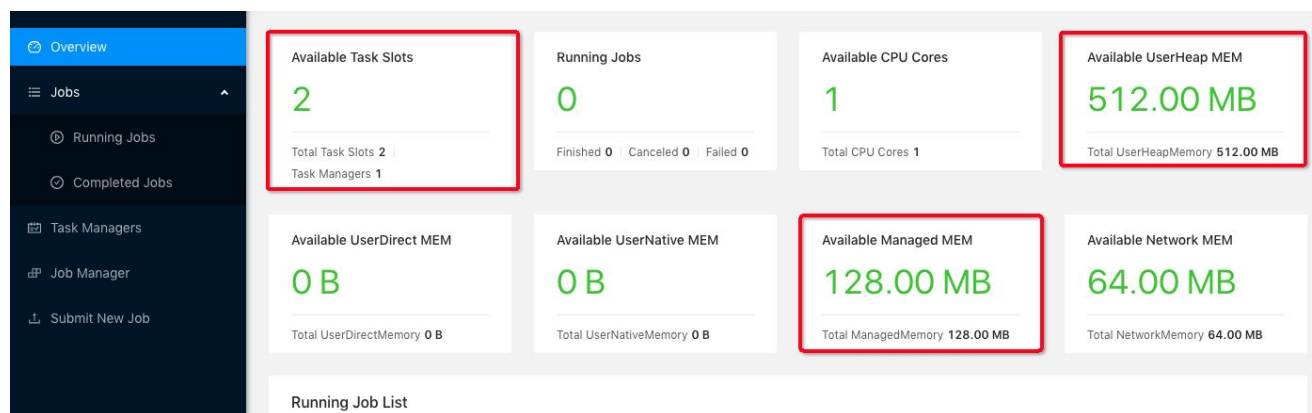 Overview
Jobs
Running Jobs
Completed Jobs
Task Managers
Job Manager
Submit New Job
Available Task Slots
2
Total Task Slots 2
Task Managers 1
Running Jobs
0
Finished 0 Canceled 0 Failed 0
Available CPU Cores
1
Total CPU Cores 1
Available UserHeap MEM
512.00 MB
Total UserHeapMemory 512.00 MB
Available UserDirect MEM
0 B
Total UserDirectMemory 0 B
Available UserNative MEM
0 B
Total UserNativeMemory 0 B
Available Managed MEM
128.00 MB
Total ManagedMemory 128.00 MB
Available Network MEM
64.00 MB
Total NetworkMemory 64.00 MB
Running Job List